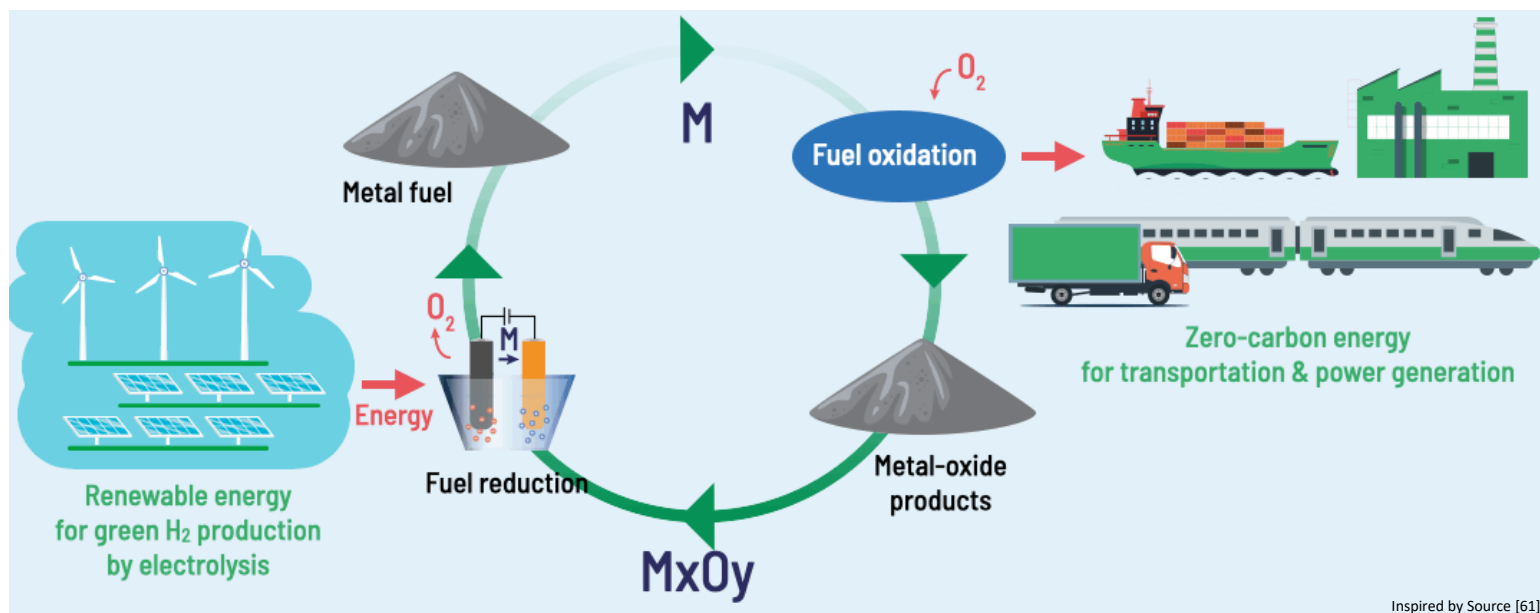 O2
M
Fuel oxidation
Metal fuel
O2
M
Energy
Fuel reduction
Renewable energy
for green H2 production
by electrolysis
Metal-oxide
products
MxOy
Zero-carbon energy
for transportation & power generation
Inspired by Source [61]